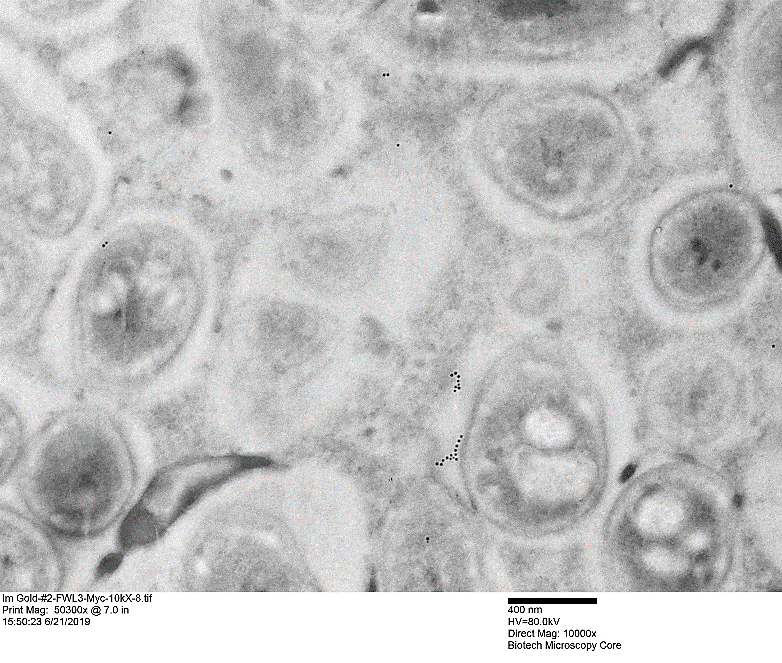 Im Gold-#2-FWL3-Myc-10kX-8.tif
Print Mag: 50300x @ 7.0 in
15:50:23 6/21/2019
400 nm
HV=80.0kV
Direct Mag: 10000x
Biotech Microscopy Core